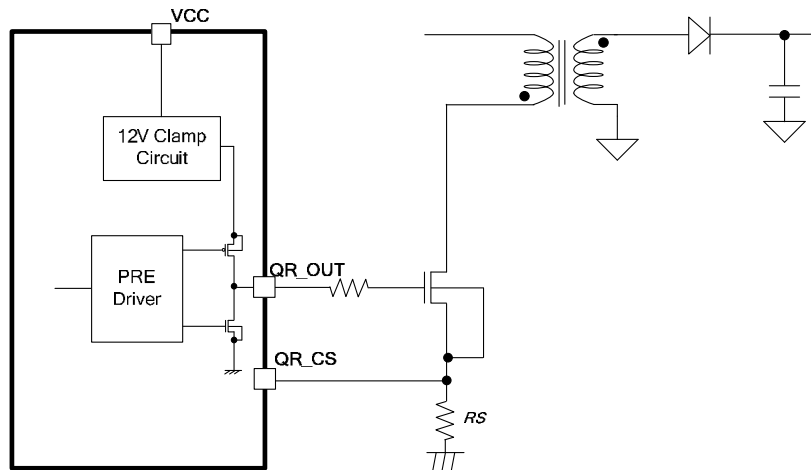 VCC
12V Clamp
Circuit
PRE
Driver
QR_OUT
QR_CS
RS